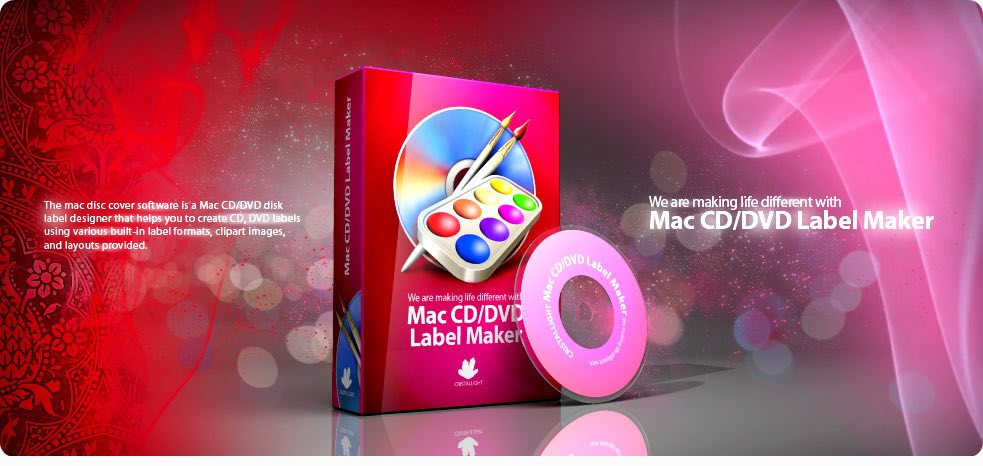 The mac disc cover software is a Mac CD/DVD disk
label designer that helps you to create CD, DVD labels
using various built-in label formats, clipart images,
and layouts provided.
Mac CD/DVD Label Maker
We are making life different with
Mac CD/DVD
Label Maker
CRISTALLIGHT
CRISTALLIGHT Mac CD/DVD Label Maker
We are making life different with
Mac CD/DVD Label Maker